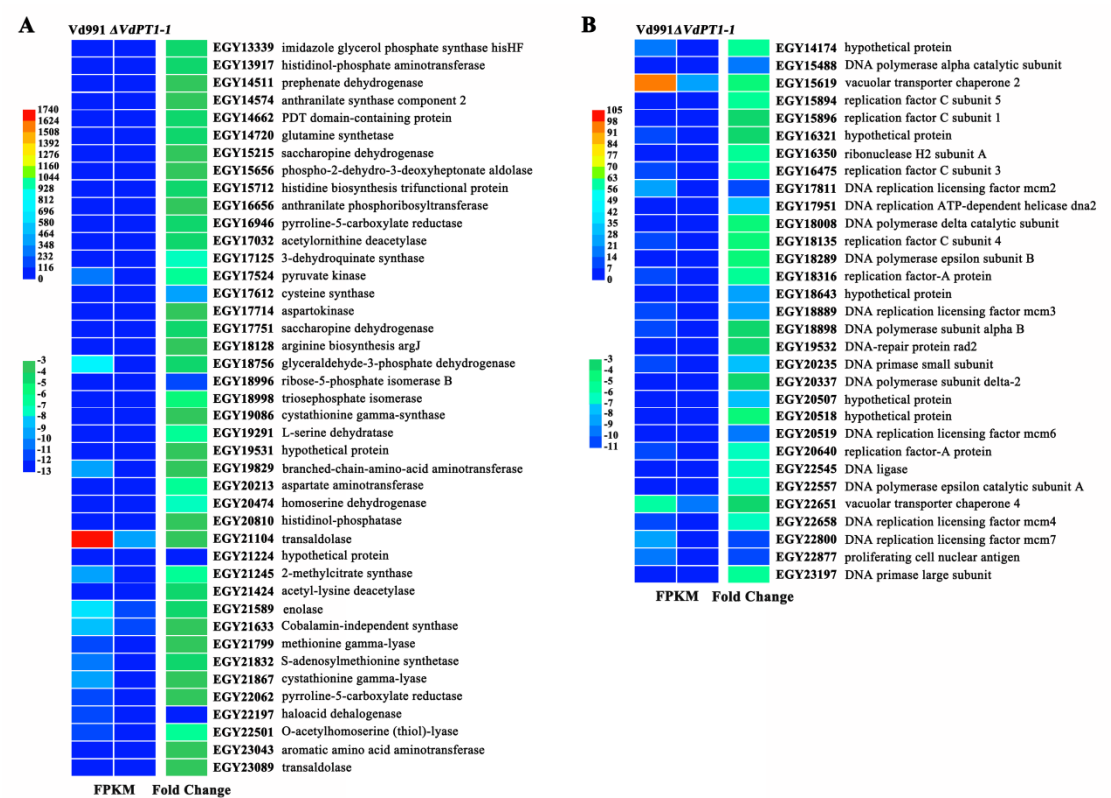 A
Vd991 ΔVdPT1-1
EGY13339 imidazole glycerol phosphate synthase hisHF
EGY13917 histidinol-phosphate aminotransferase
EGY14511 prephenate dehydrogenase
EGY14574 anthranilate synthase component 2
EGY14662 PDT domain-containing protein
EGY14720 glutamine synthetase
EGY15215 saccharopine dehydrogenase
EGY15656 phospho-2-dehydro-3-deoxyheptonate aldolase
EGY15712 histidine biosynthesis trifunctional protein
EGY16656 anthranilate phosphoribosyltransferase
EGY16946 pyrroline-5-carboxylate reductase
EGY17032 acetylornithine deacetylase
EGY17125 3-dehydroquinate synthase
EGY17524 pyruvate kinase
EGY17612 cysteine synthase
EGY17714 aspartokinase
EGY17751 saccharopine dehydrogenase
EGY18128 arginine biosynthesis argJ
EGY18756 glyceraldehyde-3-phosphate dehydrogenase
EGY18996 ribose-5-phosphate isomerase B
EGY18998 triosephosphate isomerase
EGY19086 cystathionine gamma-synthase
EGY19291 L-serine dehydratase
EGY19531 hypothetical protein
EGY19829 branched-chain-amino-acid aminotransferase
EGY20213 aspartate aminotransferase
EGY20474 homoserine dehydrogenase
EGY20810 histidinol-phosphatase
EGY21104 transaldolase
EGY21224 hypothetical protein
EGY21245 2-methylcitrate synthase
EGY21424 acetyl-lysine deacetylase
EGY21589 enolase
EGY21633 Cobalamin-independent synthase
EGY21799 methionine gamma-lyase
EGY21832 S-adenosylmethionine synthetase
EGY21867 cystathionine gamma-lyase
EGY22062 pyrroline-5-carboxylate reductase
EGY22197 haloacid dehalogenase
EGY22501 O-acetylhomoserine (thiol)-lyase
EGY23043 aromatic amino acid aminotransferase
EGY23089 transaldolase
FPKM Fold Change
1740
1624
1508
1392
1276
1160
1044
928
812
696
580
464
348
232
116
0
-3
-4
-5
-6
-7
-8
-9
-10
-11
-12
-13
B
Vd991 ΔVdPT1-1
EGY14174 hypothetical protein
EGY15488 DNA polymerase alpha catalytic subunit
EGY15619 vacuolar transporter chaperone 2
EGY15894 replication factor C subunit 5
EGY15896 replication factor C subunit 1
EGY16321 hypothetical protein
EGY16350 ribonuclease H2 subunit A
EGY16475 replication factor C subunit 3
EGY17811 DNA replication licensing factor mcm2
EGY17951 DNA replication ATP-dependent helicase dna2
EGY18008 DNA polymerase delta catalytic subunit
EGY18135 replication factor C subunit 4
EGY18289 DNA polymerase epsilon subunit B
EGY18316 replication factor-A protein
EGY18643 hypothetical protein
EGY18889 DNA replication licensing factor mcm3
EGY18898 DNA polymerase subunit alpha B
EGY19532 DNA-repair protein rad2
EGY20235 DNA primase small subunit
EGY20337 DNA polymerase subunit delta-2
EGY20507 hypothetical protein
EGY20518 hypothetical protein
EGY20519 DNA replication licensing factor mcm6
EGY20640 replication factor-A protein
EGY22545 DNA ligase
EGY22557 DNA polymerase epsilon catalytic subunit A
EGY22651 vacuolar transporter chaperone 4
EGY22658 DNA replication licensing factor mcm4
EGY22800 DNA replication licensing factor mcm7
EGY22877 proliferating cell nuclear antigen
EGY23197 DNA primase large subunit
FPKM Fold Change
105
98
91
84
77
70
63
56
49
42
35
28
21
14
7
0
-3
-4
-5
-6
-7
-8
-9
-10
-11